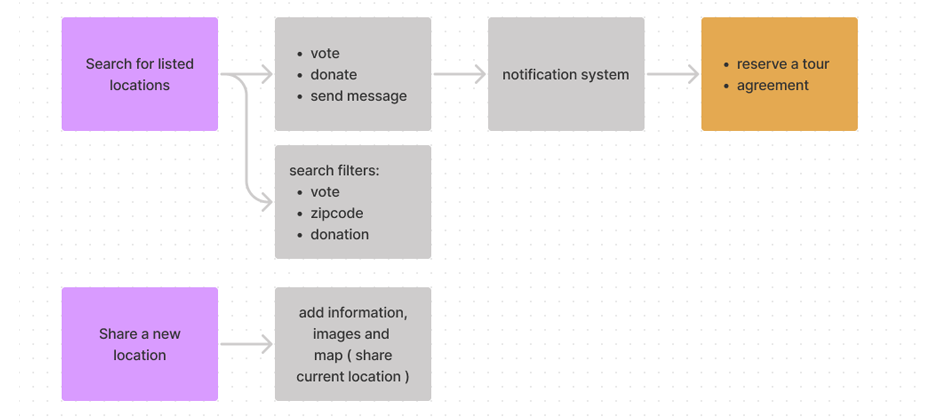 Search for listed
locations
• vote
• donate
• send message
notification system
• reserve a tour
• agreement
search filters:
• vote
• zipcode
• donation
Share a new
location
add information,
images and
map ( share
current location )